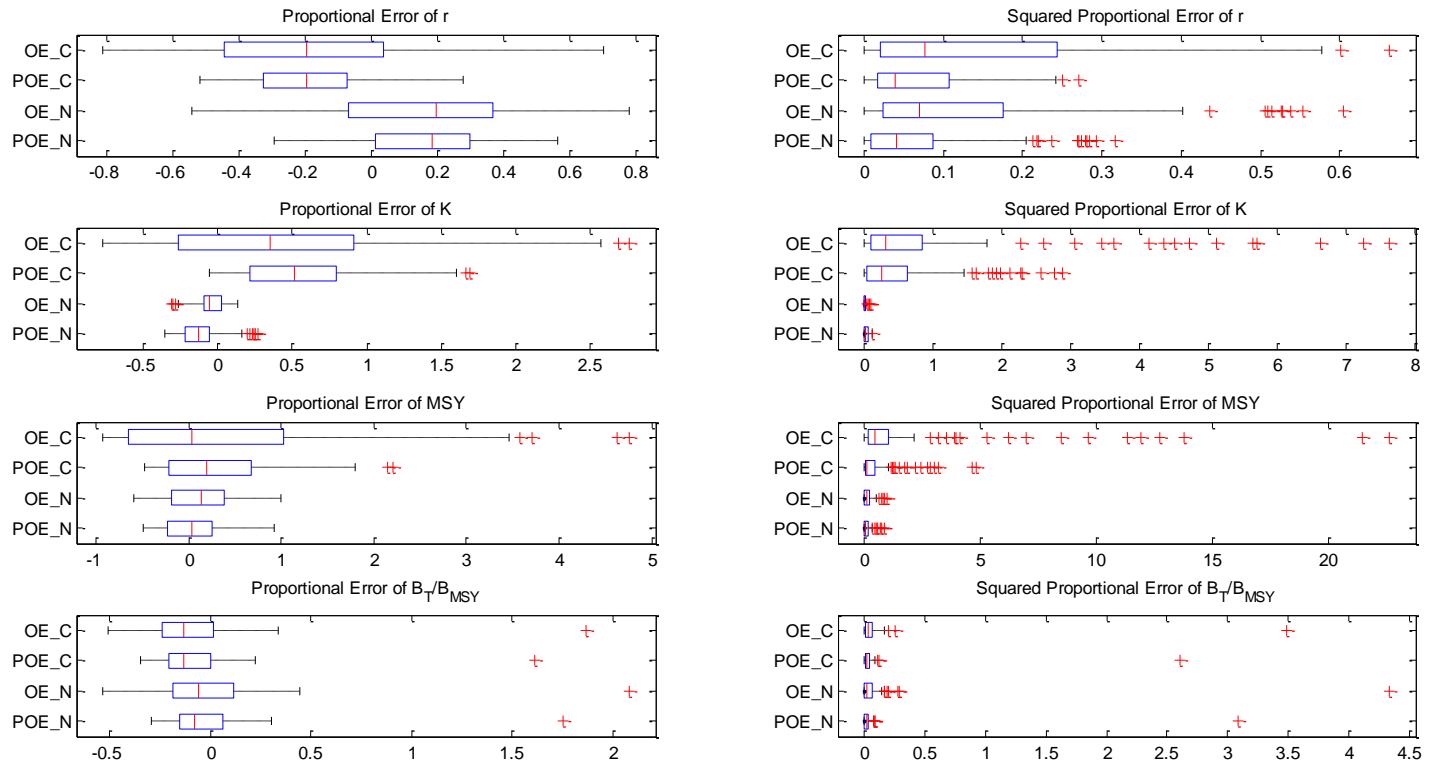 Proportional Error of r
OE_C
POE_C
OE_N
POE_N
-0.8 -0.6 -0.4 -0.2 0 0.2 0.4 0.6 0.8
Squared Proportional Error of r
OE_C
POE_C
OE_N
POE_N
0 0.1 0.2 0.3 0.4 0.5 0.6
Proportional Error of K
OE_C
POE_C
OE_N
POE_N
-0.5 0 0.5 1 1.5 2 2.5
Squared Proportional Error of K
OE_C
POE_C
OE_N
POE_N
0 1 2 3 4 5 6 7 8
Proportional Error of MSY
OE_C
POE_C
OE_N
POE_N
-1 0 1 2 3 4 5
Squared Proportional Error of MSY
OE_C
POE_C
OE_N
POE_N
0 5 10 15 20
Proportional Error of B_T/B_MSY
OE_C
POE_C
OE_N
POE_N
-0.5 0 0.5 1 1.5 2
Squared Proportional Error of B_T/B_MSY
OE_C
POE_C
OE_N
POE_N
0 0.5 1 1.5 2 2.5 3 3.5 4 4.5